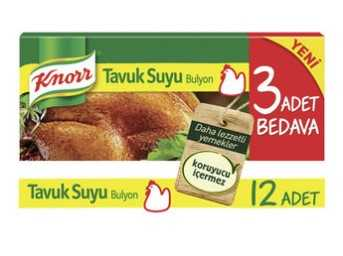 YENİ
Knorr
Tavuk Suyu Bulyon
3 ADET
BEDAVA
Daha lezzetli
yemekler
koruyucu
içermez
Tavuk Suyu Bulyon
12 ADET